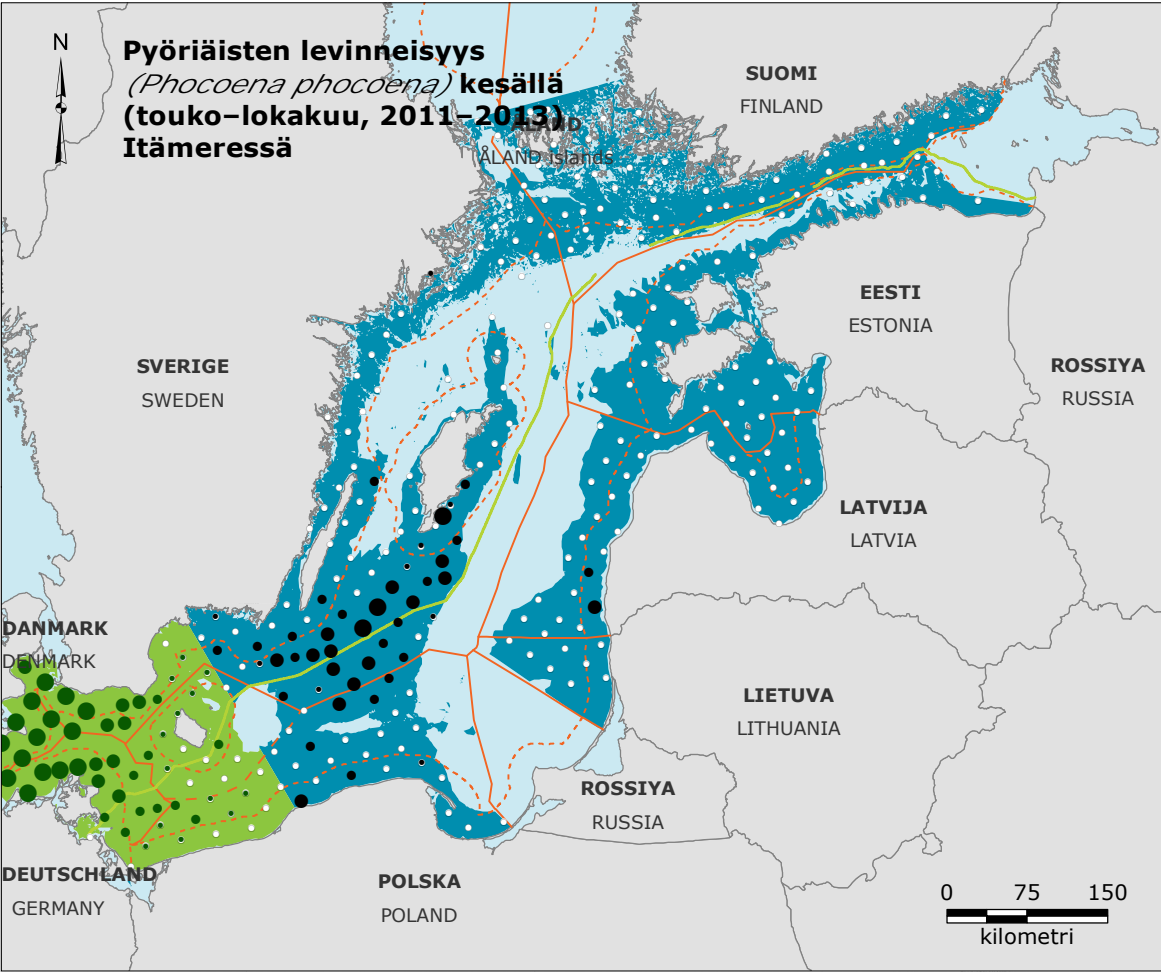 N
Pyöriäisten levinneisyys
(Phocoena phocoena) kesällä
(touko–lokakuu, 2011–2013)
Itämeressä
SUOMI
FINLAND
ÅLAND
ÅLAND islands
EESTI
ESTONIA
SVERIGE
SWEDEN
ROSSIYA
RUSSIA
LATVIJA
LATVIA
DANMARK
DENMARK
LIETUVA
LITHUANIA
ROSSIYA
RUSSIA
DEUTSCHLAND
GERMANY
POLSKA
POLAND
0 75 150
kilometri